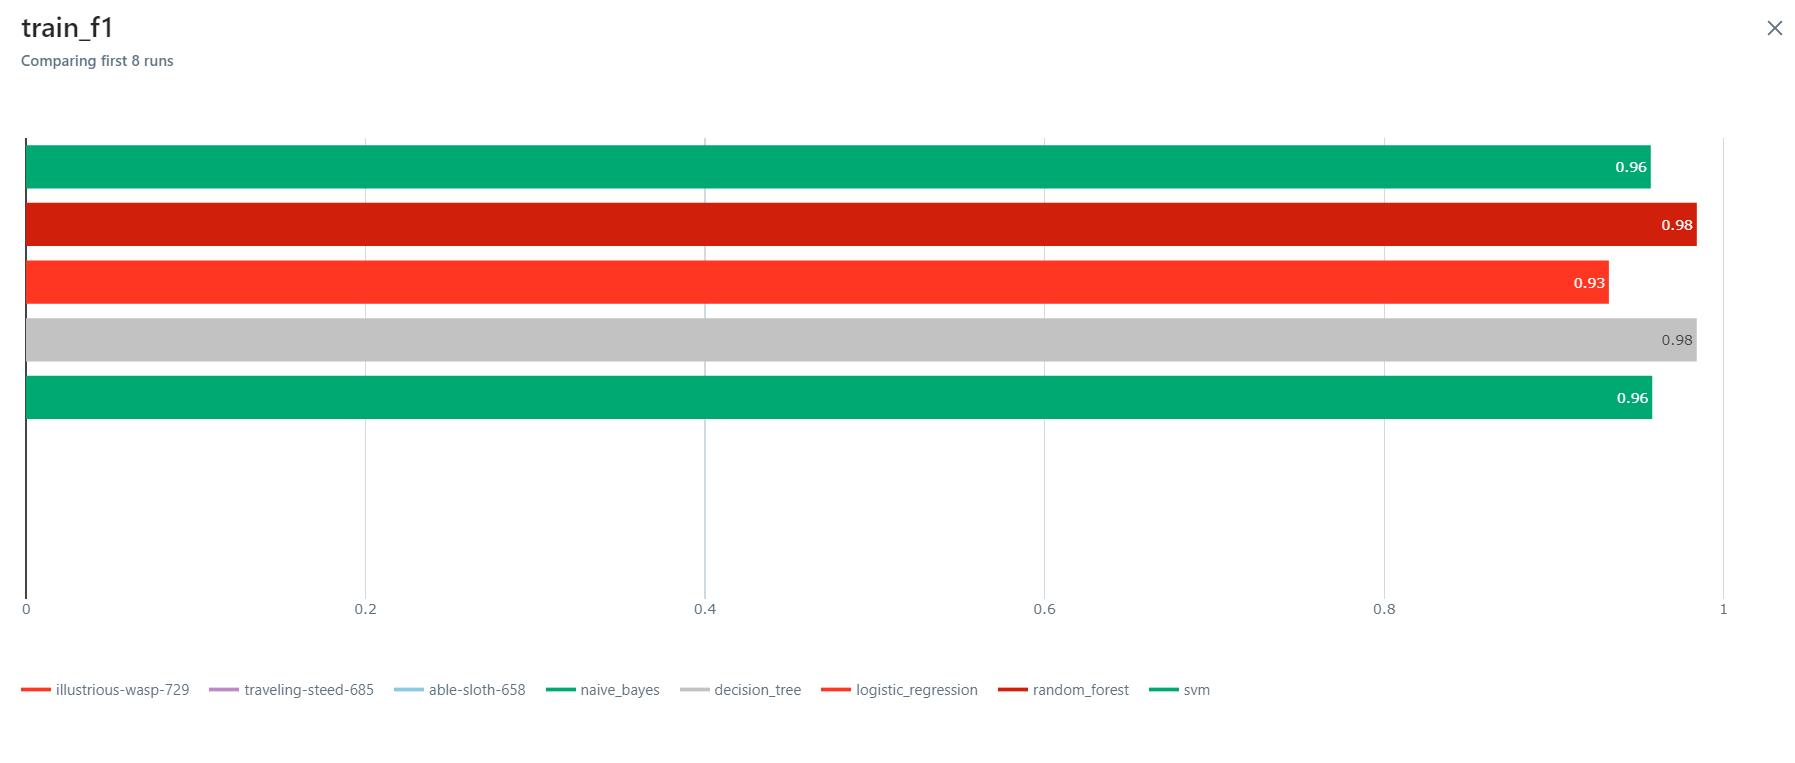 train_f1
Comparing first 8 runs
0.96
0.98
0.93
0.98
0.96
0 0.2 0.4 0.6 0.8 1
illustrious-wasp-729 traveling-steed-685 able-sloth-658 naive_bayes decision_tree logistic_regression random_forest svm